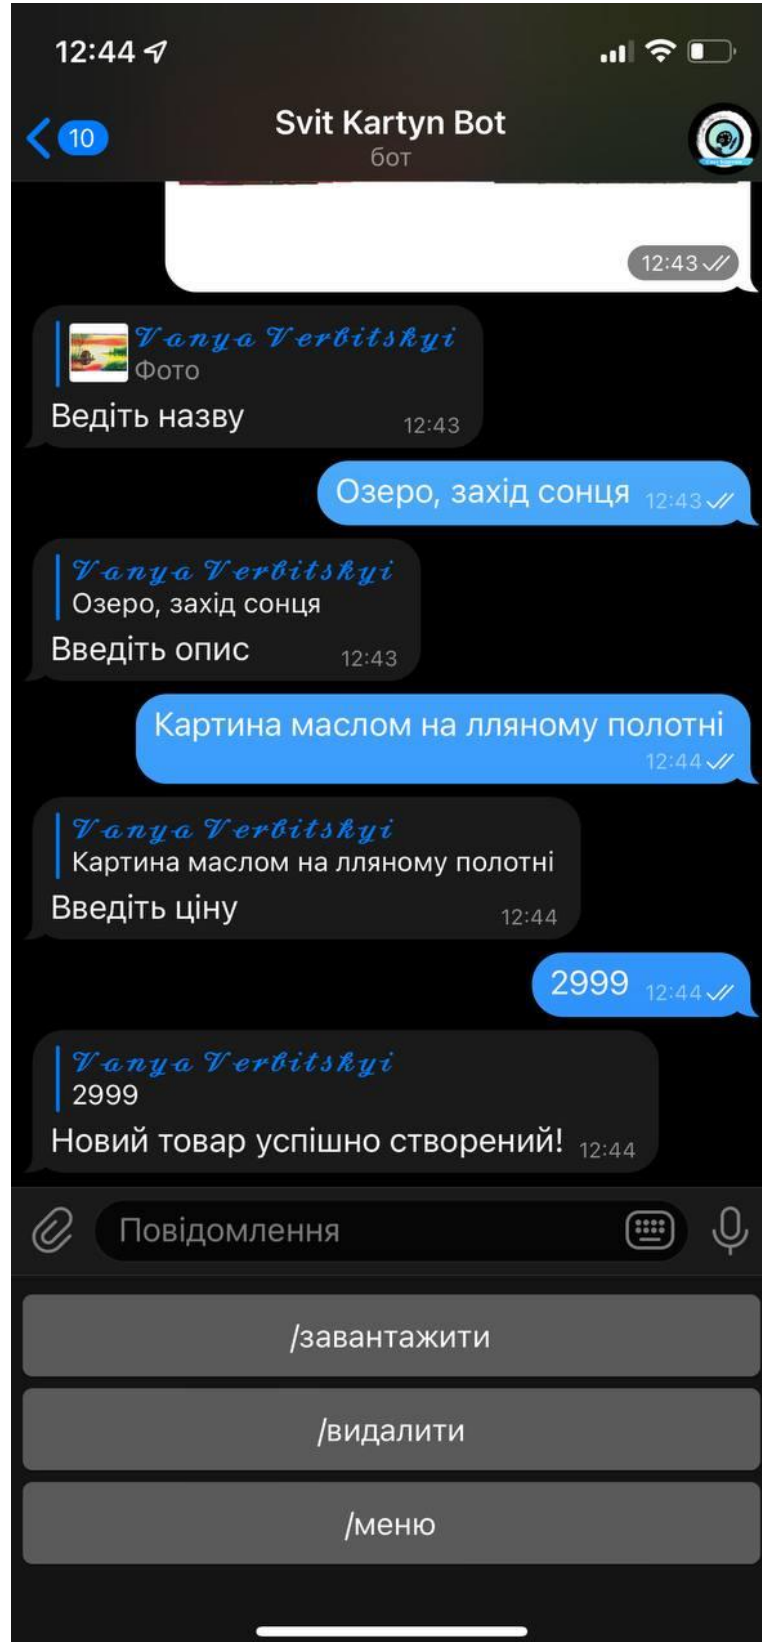 12:44
10
Svit Kartyn Bot
бот
12:43
Vanya Verbitskyi
Фото
Ведіть назву 12:43
Озеро, захід сонця 12:43
Vanya Verbitskyi
Озеро, захід сонця
Введіть опис 12:43
Картина маслом на лляному полотні
12:44
Vanya Verbitskyi
Картина маслом на лляному полотні
Введіть ціну 12:44
2999 12:44
Vanya Verbitskyi
2999
Новий товар успішно створений! 12:44
Повідомлення
/завантажити
/видалити
/меню